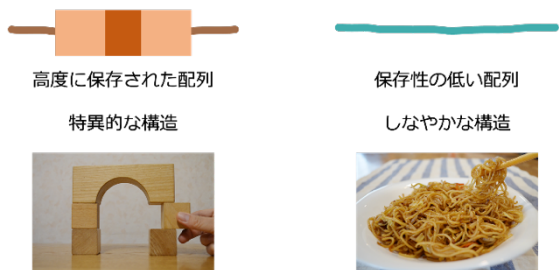 高度に保存された配列
保存性の低い配列
特異的な構造
しなやかな構造